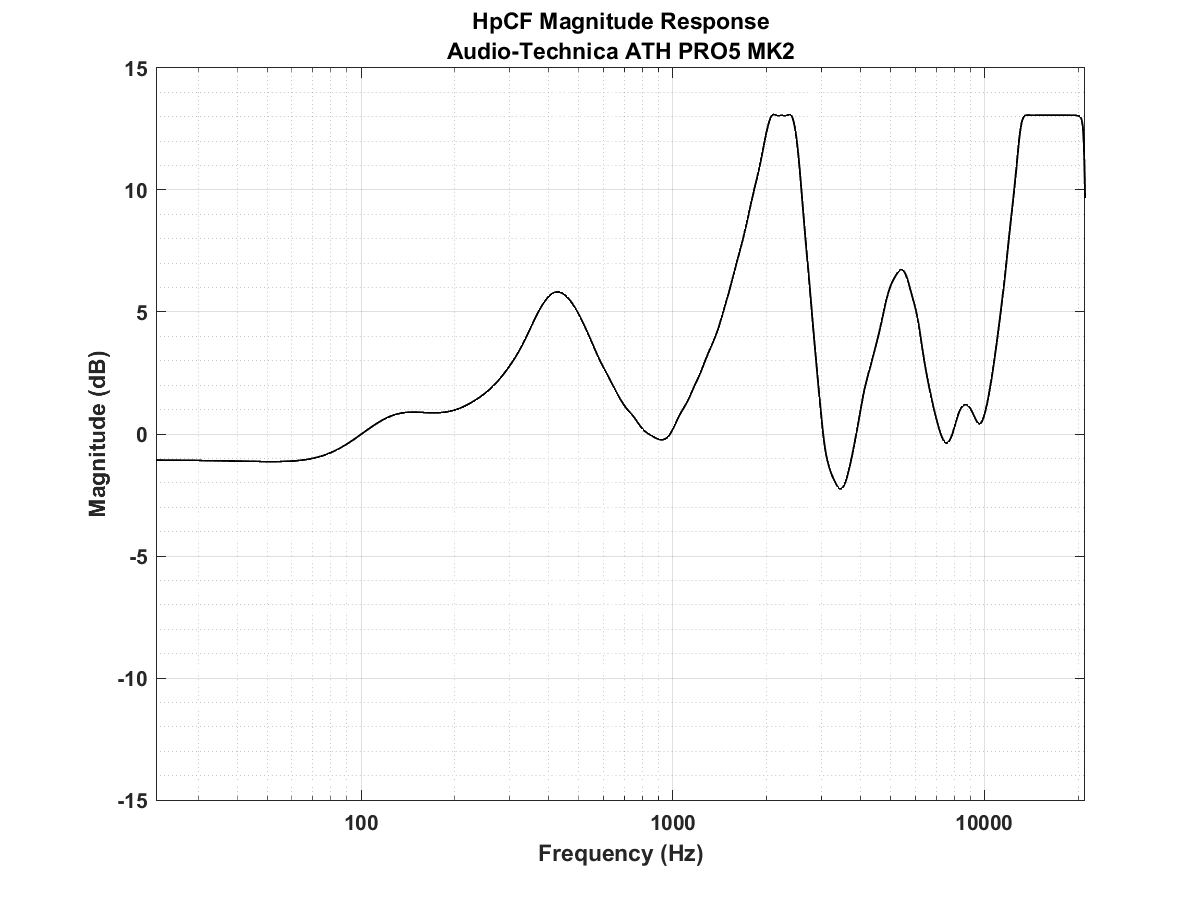 HpCF Magnitude Response
Audio-Technica ATH PRO5 MK2
15
10
5
0
-5
-10
-15
Magnitude (dB)
100
1000
10000
Frequency (Hz)